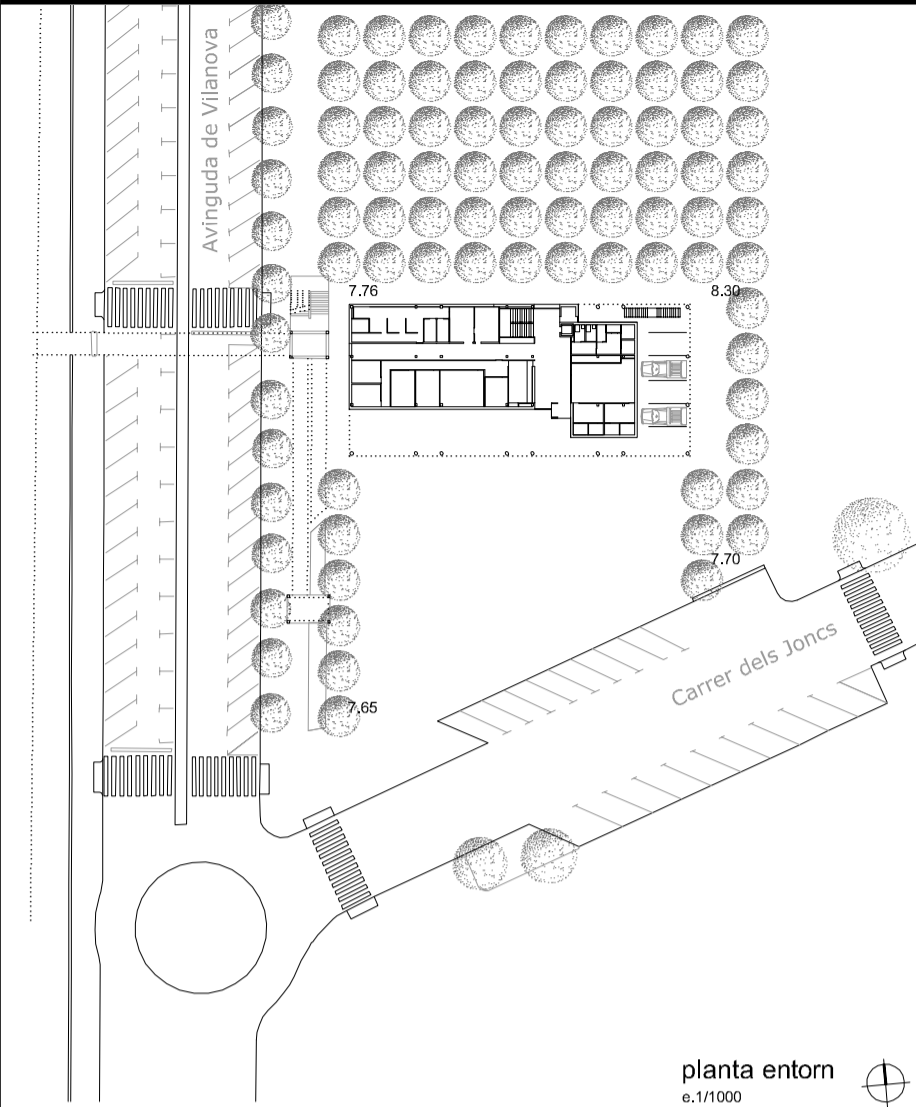 Avinguda de Vilanova
7.76
8.30
7.70
Carrer dels Joncs
7.65
planta entorn
e.1/1000